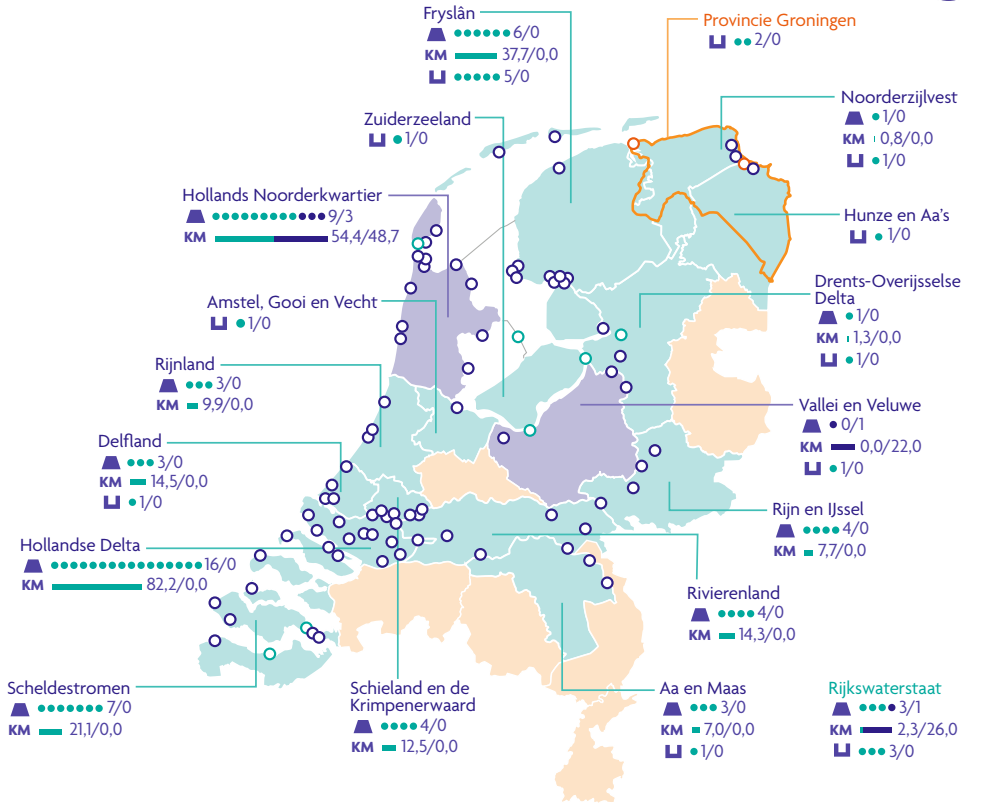 Fryslân
6/0
KM 37,7/0,0
5/0
Provincie Groningen
2/0
Zuiderzeeland
1/0
Noorderzijlvest
1/0
KM 0,8/0,0
1/0
Hollands Noorderkwartier
9/3
KM 54,4/48,7
Hunze en Aa's
1/0
Amstel, Gooi en Vecht
1/0
Drents-Overijsselse
Delta
1/0
KM 1,3/0,0
1/0
Rijnland
3/0
KM 9,9/0,0
Vallei en Veluwe
0/1
KM 0,0/22,0
1/0
Delfland
3/0
KM 14,5/0,0
1/0
Rijn en IJssel
4/0
KM 7,7/0,0
Hollandse Delta
16/0
KM 82,2/0,0
Rivierenland
4/0
KM 14,3/0,0
Scheldestromen
7/0
KM 21,1/0,0
Schieland en de
Krimpenerwaard
4/0
KM 12,5/0,0
Aa en Maas
3/0
KM 7,0/0,0
1/0
Rijkswaterstaat
3/1
KM 2,3/26,0
3/0